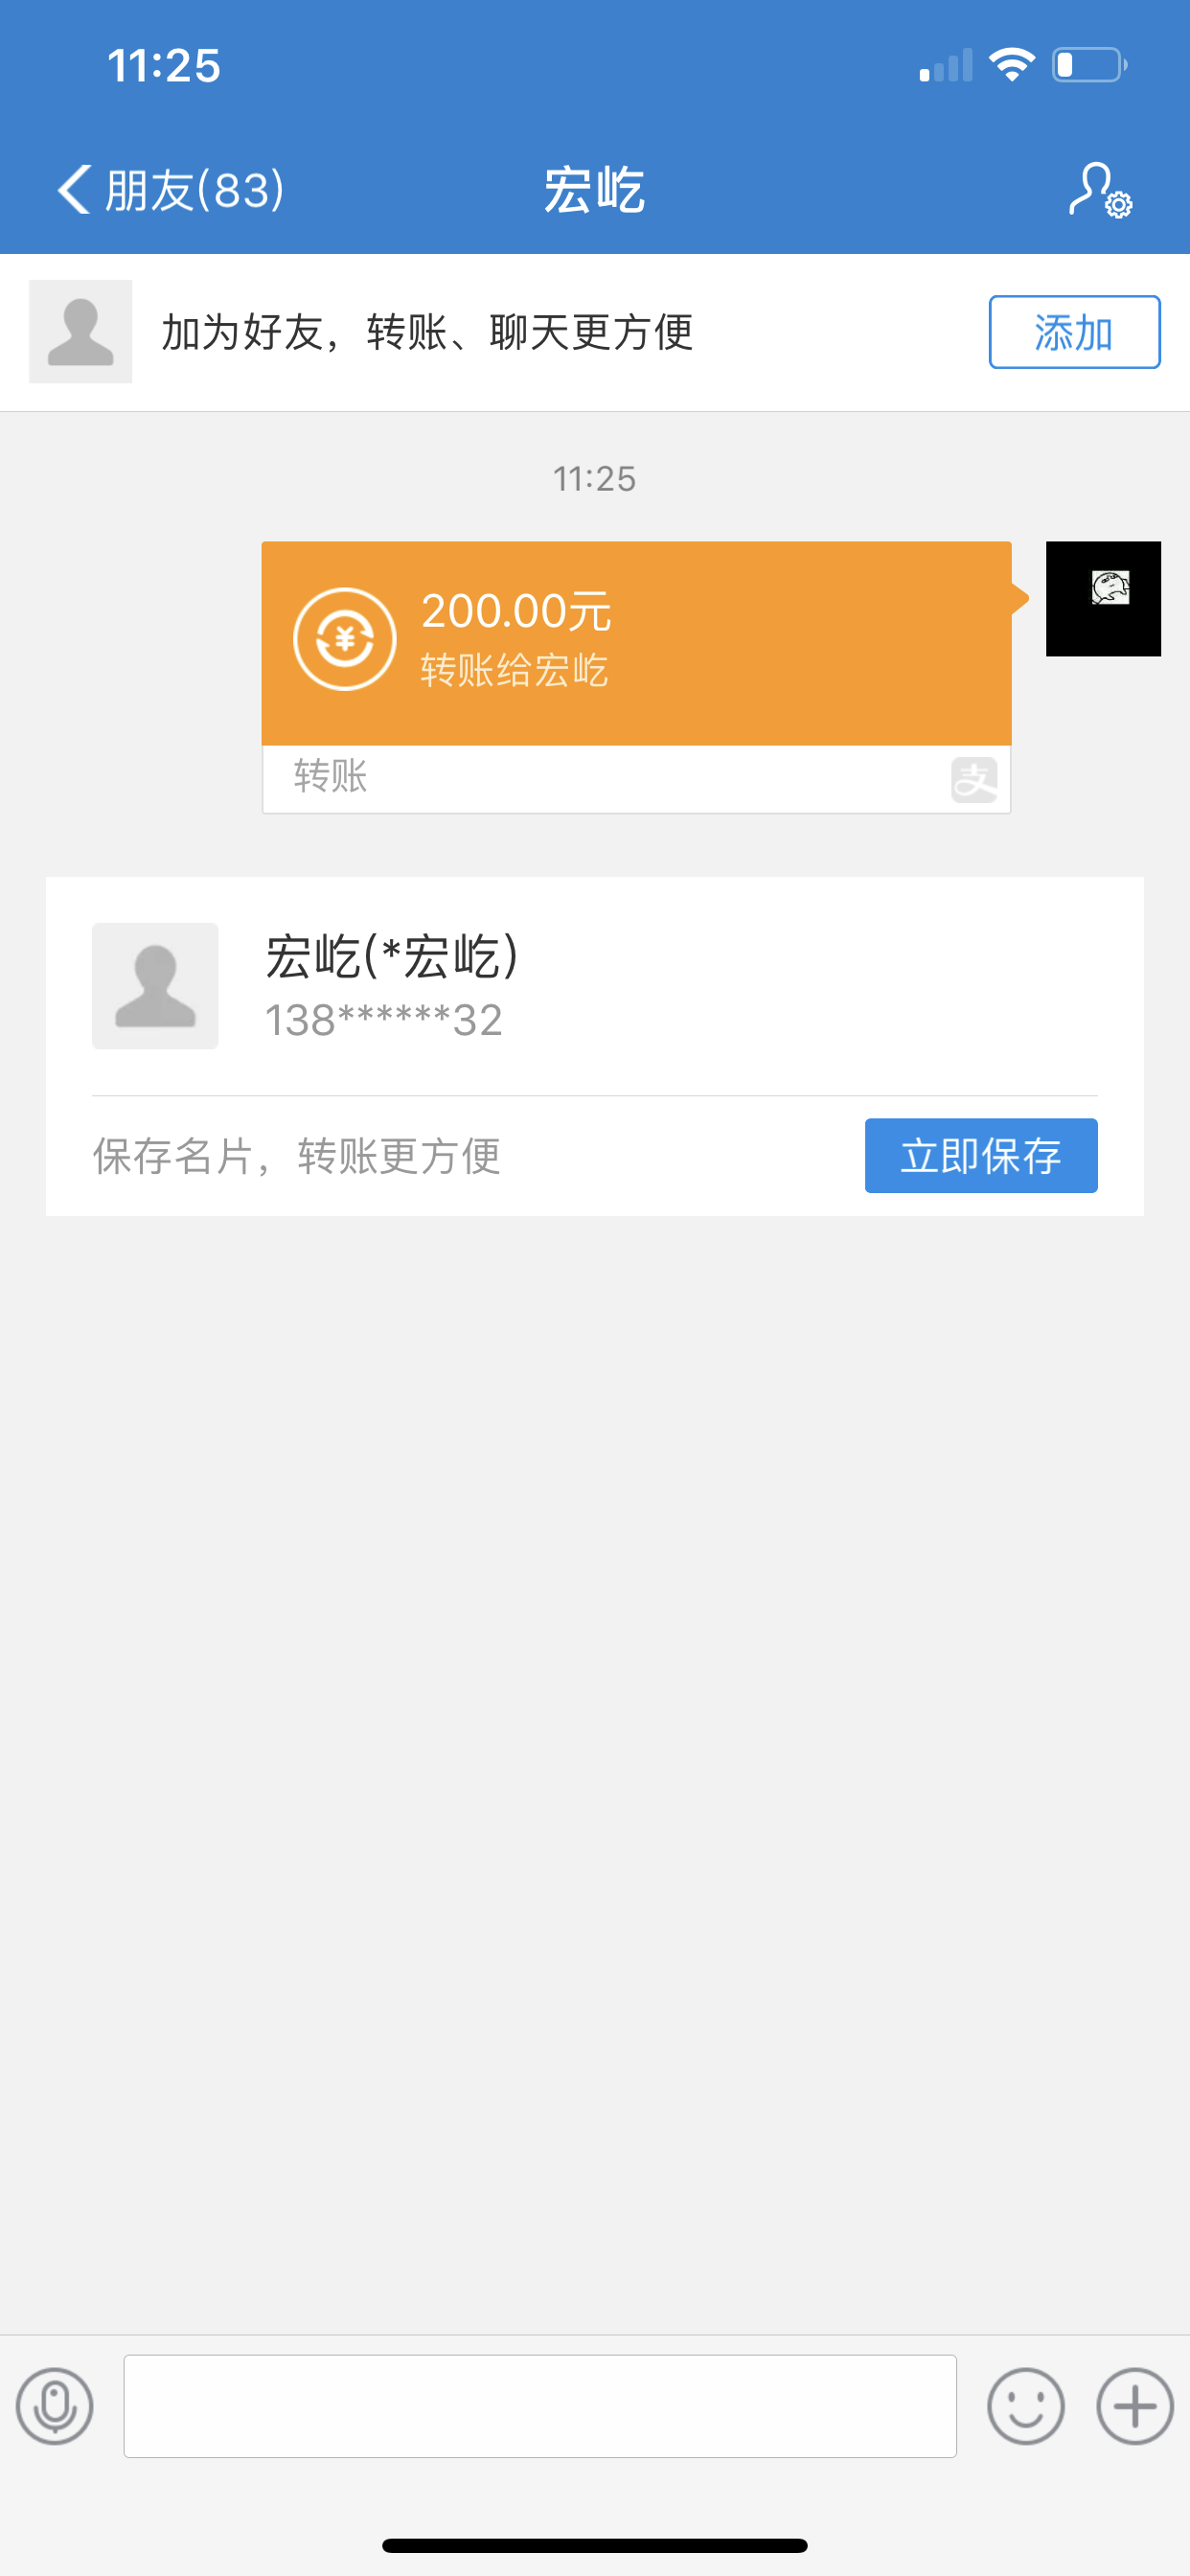 11:25
朋友(83)
宏屹
加为好友，转账、聊天更方便
添加
11:25
200.00元
转账给宏屹
转账
支
宏屹(*宏屹)
138******32
保存名片，转账更方便
立即保存